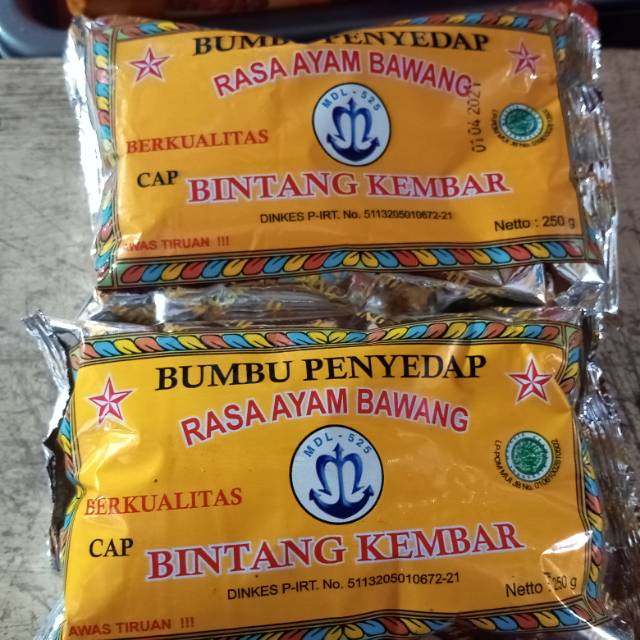 BUMBU PENYEDAP
RASA AYAM BAWANG
MDL - 525
01 04 2021
BERKUALITAS
CAP BINTANG KEMBAR
DINKES P-IRT. No. 5113205010672-21
Netto : 250 g
AWAS TIRUAN !!!
BUMBU PENYEDAP
RASA AYAM BAWANG
MDL - 525
BERKUALITAS
CAP BINTANG KEMBAR
DINKES P-IRT. No. 5113205010672-21
Netto : 250 g
AWAS TIRUAN !!!